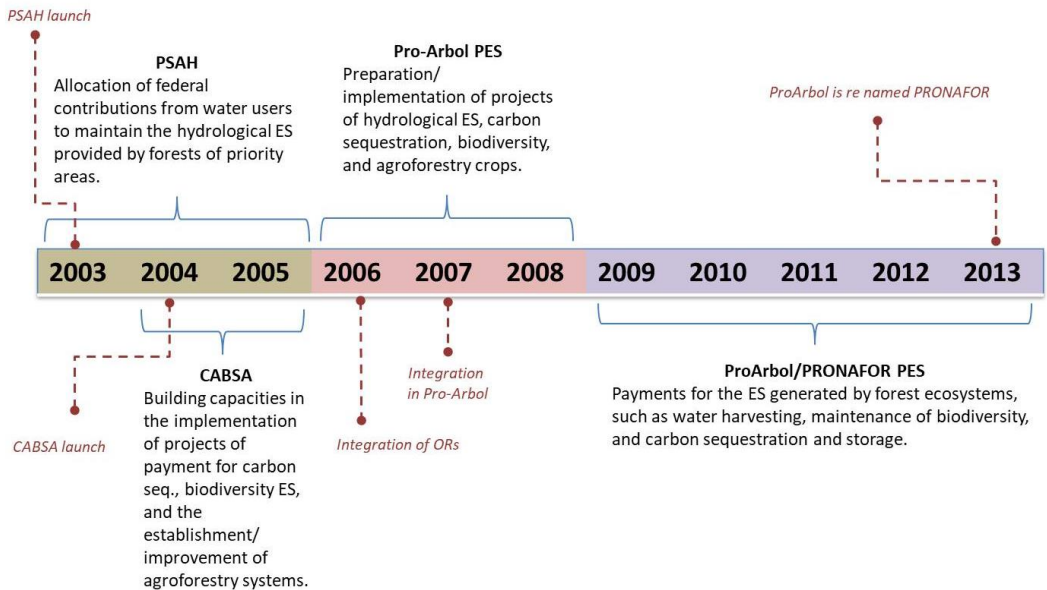 PSAH launch
PSAH
Allocation of federal
contributions from water users
to maintain the hydrological ES
provided by forests of priority
areas.
Pro-Arbol PES
Preparation/
implementation of projects
of hydrological ES, carbon
sequestration, biodiversity,
and agroforestry crops.
ProArbol is re named PRONAFOR
2003 2004 2005 2006 2007 2008 2009 2010 2011 2012 2013
CABSA launch
CABSA
Building capacities in
the implementation
of projects of
payment for carbon
seq., biodiversity ES,
and the
establishment/
improvement of
agroforestry systems.
Integration of ORs
Integration
in Pro-Arbol
ProArbol/PRONAFOR PES
Payments for the ES generated by forest ecosystems,
such as water harvesting, maintenance of biodiversity,
and carbon sequestration and storage.